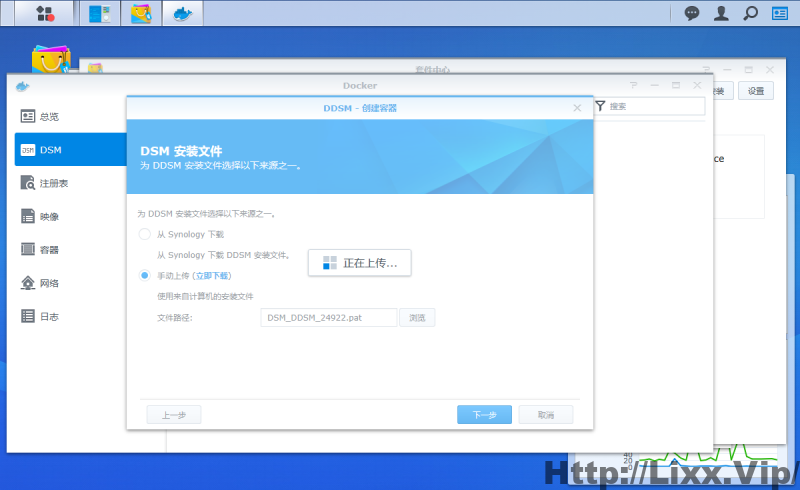 套件中心
Docker
DDSM - 创建容器
搜索
设置
总览
DSM
DSM
注册表
映像
容器
网络
日志
DSM 安装文件
为 DDSM 安装文件选择以下来源之一。
为 DDSM 安装文件选择以下来源之一。
从 Synology 下载
从 Synology 下载 DDSM 安装文件。
正在上传...
手动上传 (立即下载)
使用来自计算机的安装文件
文件路径:
DSM_DDSM_24922.pat
浏览
上一步
下一步
取消
ce
40
20
0
Http://Lixx.Vip/